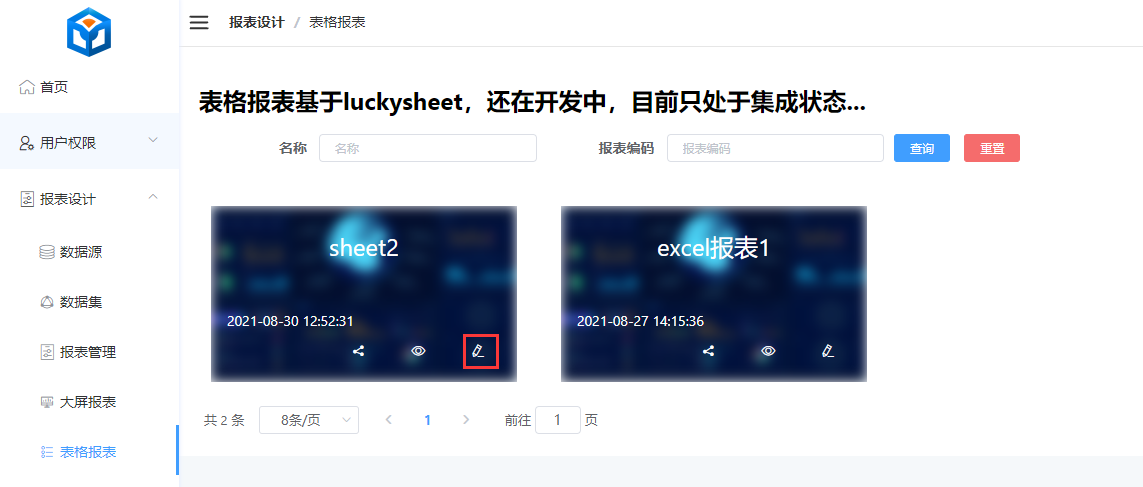 报表设计 / 表格报表
首页
用户权限
报表设计
数据源
数据集
报表管理
大屏报表
表格报表
表格报表基于luckysheet，还在开发中，目前只处于集成状态...
名称 名称 报表编码 报表编码 查询 重置
sheet2
2021-08-30 12:52:31
excel报表1
2021-08-27 14:15:36
共 2 条 8条/页 1 前往 1 页